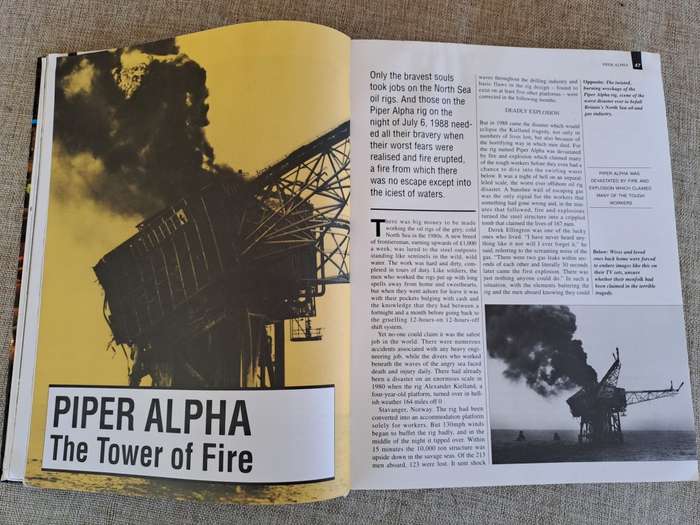 PIPER ALPHA
The Tower of Fire
PIPER ALPHA
47
Only the bravest souls
took jobs on the North Sea
oil rigs. And those on the
Piper Alpha rig on the
night of July 6, 1988 need-
ed all their bravery when
their worst fears were
realised and fire erupted,
a fire from which there
was no escape except into
the iciest of waters.
There was big money to be made
working the oil rigs of the grey, cold
North Sea in the 1980s. A new breed
of frontiersman, earning upwards of £1,000
a week, was lured to the steel outposts
standing like sentinels in the wild, wild
water. The work was hard and dirty, com-
pleted in tours of duty. Like soldiers, the
men who worked the rigs put up with long
spells away from home and sweethearts,
but when they went ashore for leave it was
with their pockets bulging with cash and
the knowledge that they had between a
fortnight and a month before going back to
the gruelling 12-hours-on 12-hours-off
shift system.
Yet no-one could claim it was the safest
job in the world. There were numerous
accidents associated with any heavy engine-
ering job, while the divers who worked
beneath the waves of the angry sea faced
death and injury daily. There had already
been a disaster on an enormous scale in
1980 when the rig Alexander Kielland, a
four-year-old platform, turned over in hell-
ish weather 164 miles off 0
Stavanger, Norway. The rig had been
converted into an accommodation platform
solely for workers. But 130mph winds
began to buffet the rig badly, and in the
middle of the night it tipped over. Within
15 minutes the 10,000 ton structure was
upside down in the savage seas. Of the 213
men aboard, 123 were lost. It sent shock
waves throughout the drilling industry and
basic flaws in the rig design – found to
exist on at least five other platforms – were
corrected in the following months.
DEADLY EXPLOSION
But in 1988 came the disaster which would
eclipse the Kielland tragedy, not only in
numbers of lives lost, but also because of
the horrifying way in which men died. For
the rig named Piper Alpha was devastated
by fire and explosion which claimed many
of the tough workers before they even had a
chance to dive into the swirling water
below. It was a night of hell on an unparal-
leled scale, the worst ever offshore oil rig
disaster. A banshee wail of escaping gas
was the only signal for the workers that
something had gone wrong and, in the min-
utes that followed, fire and explosions
turned the steel structure into a crippled
tomb that claimed the lives of 167 men.
Derek Ellington was one of the lucky
ones who lived. "I have never heard any-
thing like it nor will I ever forget it," he
said, referring to the screaming noise of the
gas. "There were two gas leaks within sec-
onds of each other and literally 30 seconds
later came the first explosion. There was
just nothing anyone could do." In such a
situation, with the elements battering the
rig and the men aboard knowing they could
Opposite: The twisted,
burning wreckage of the
Piper Alpha rig, scene of the
worst disaster ever to befall
Britain's North Sea oil and
gas industry.
PIPER ALPHA WAS
DEVASTATED BY FIRE AND
EXPLOSION WHICH CLAIMED
MANY OF THE TOUGH
WORKERS
Below: Wives and loved
ones back home were forced
to endure images like this on
their TV sets, unsure
whether their menfolk had
been claimed in the terrible
tragedy.